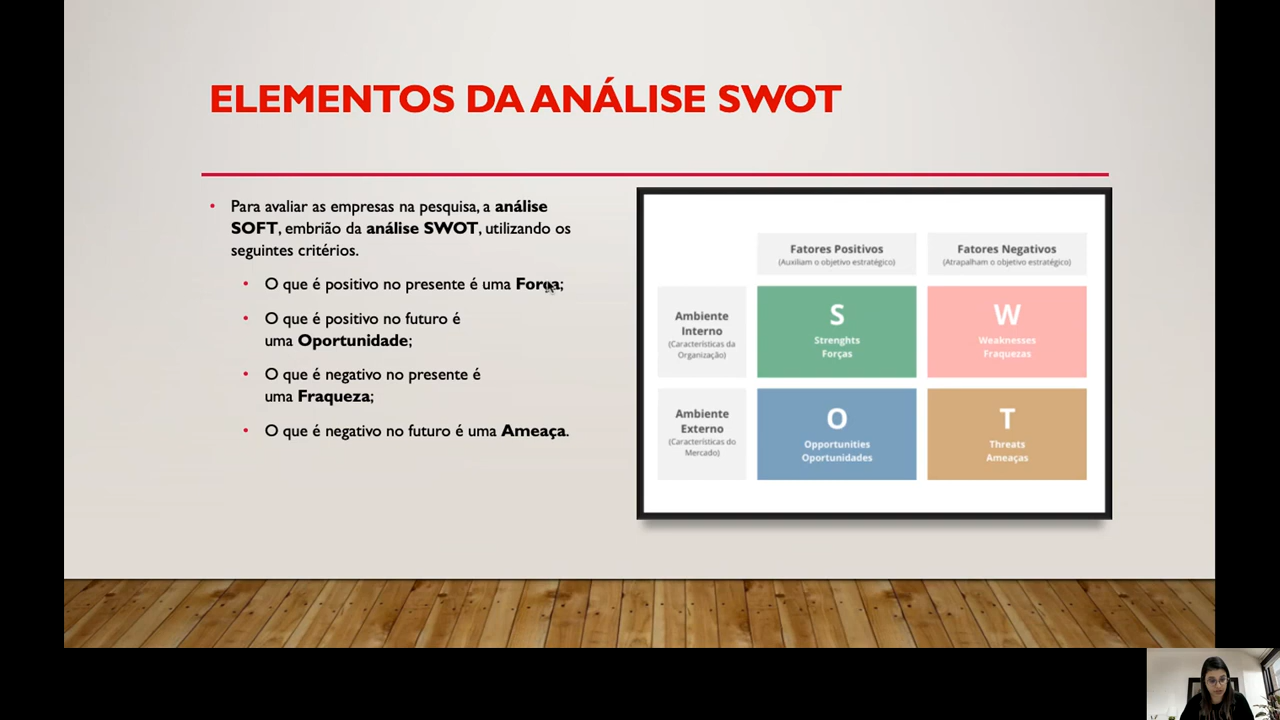 ELEMENTOS DA ANÁLISE SWOT
• Para avaliar as empresas na pesquisa, a análise
SOFT, embrião da análise SWOT, utilizando os
seguintes critérios.
• O que é positivo no presente é uma Força;
• O que é positivo no futuro é
uma Oportunidade;
• O que é negativo no presente é
uma Fraqueza;
• O que é negativo no futuro é uma Ameaça.
Fatores Positivos
(Auxiliam o objetivo estratégico)
Fatores Negativos
(Atrapalham o objetivo estratégico)
Ambiente
Interno
(Características da
Organização)
S
Strenghts
Forças
W
Weaknesses
Fraquezas
Ambiente
Externo
(Características do
Mercado)
O
Opportunities
Oportunidades
T
Threats
Ameaças